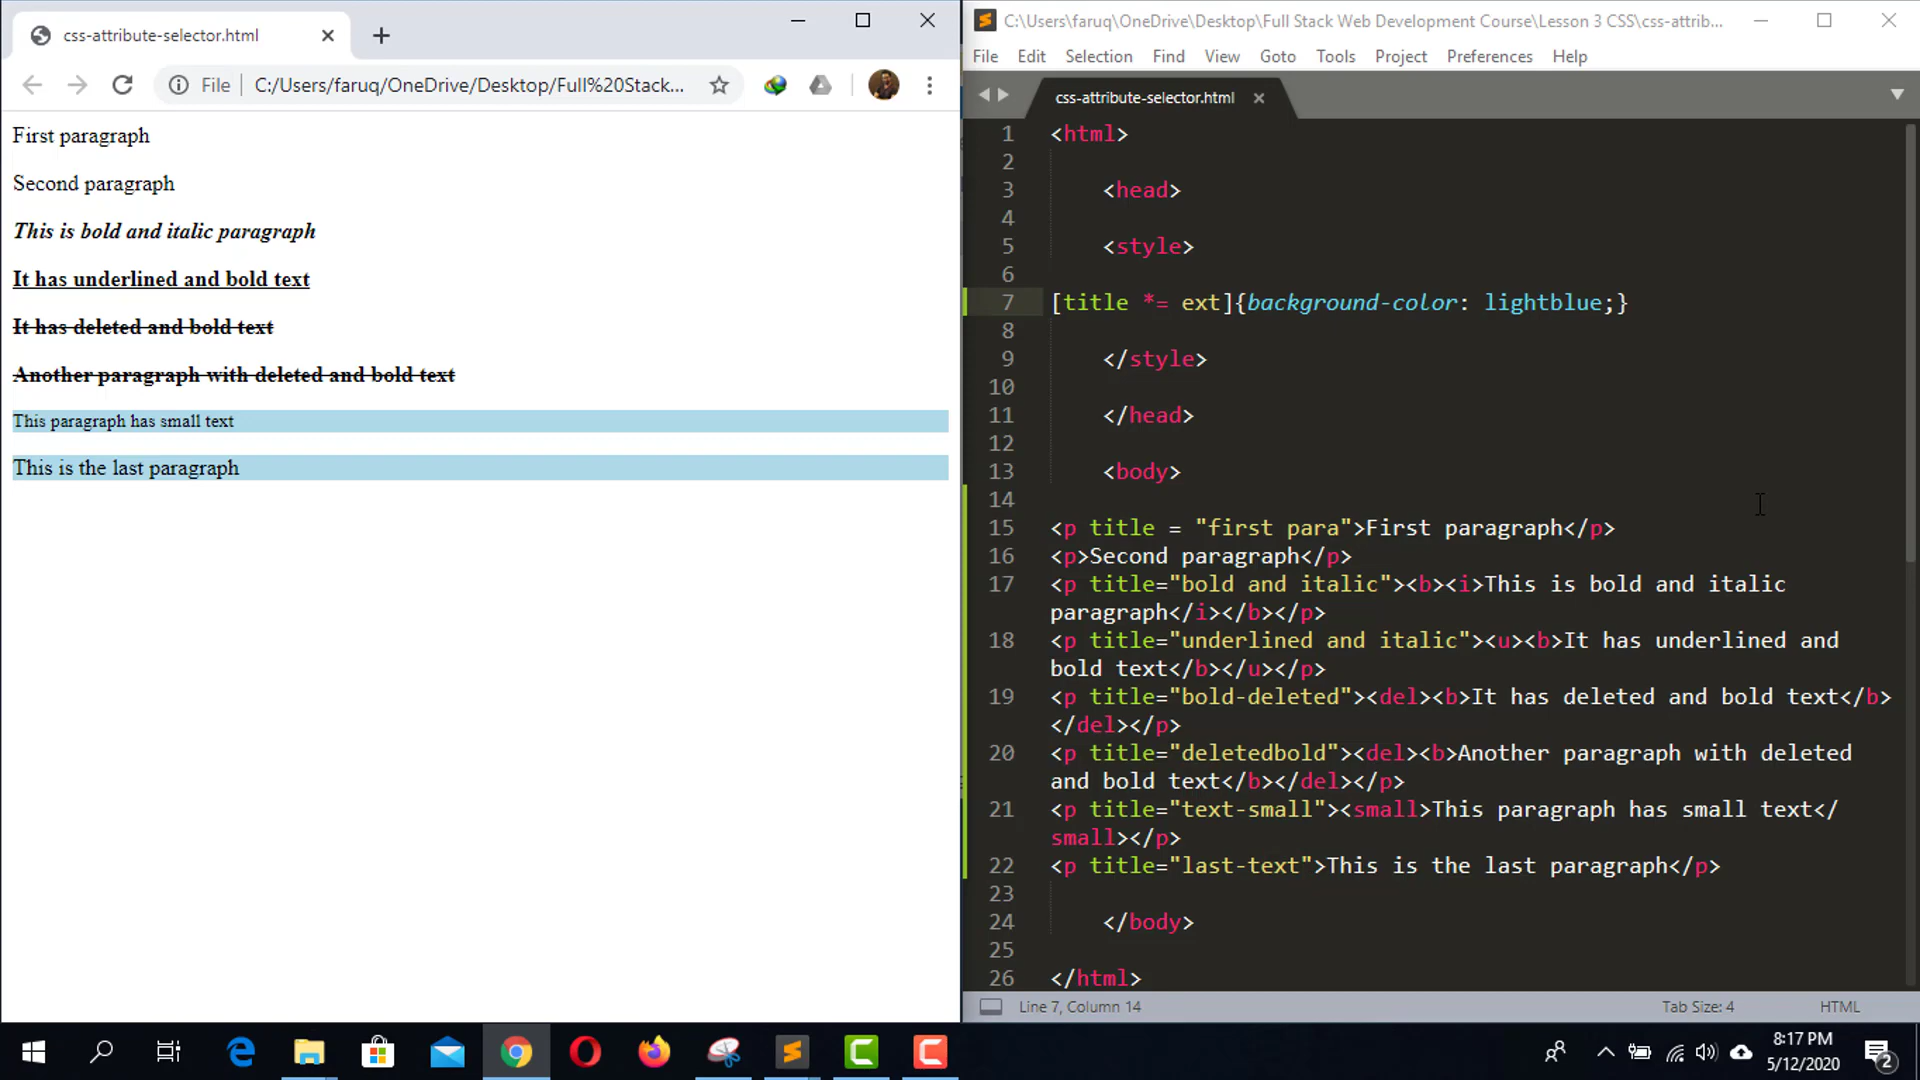 css-attribute-selector.html
File
C:/Users/faruq/OneDrive/Desktop/Full%20Stack...
First paragraph
Second paragraph
This is bold and italic paragraph
It has underlined and bold text
It has deleted and bold text
Another paragraph with deleted and bold text
This paragraph has small text
This is the last paragraph
C:\Users\faruq\OneDrive\Desktop\Full Stack Web Development Course\Lesson 3 CSS\css-attrib...
File Edit Selection Find View Goto Tools Project Preferences Help
css-attribute-selector.html
1 <html>
2
3 <head>
4
5 <style>
6
7 [title *= ext]{background-color: lightblue;}
8
9 </style>
10
11 </head>
12
13 <body>
14
15 <p title = "first para">First paragraph</p>
16 <p>Second paragraph</p>
17 <p title="bold and italic"><b><i>This is bold and italic
paragraph</i></b></p>
18 <p title="underlined and italic"><u><b>It has underlined and
bold text</b></u></p>
19 <p title="bold-deleted"><del><b>It has deleted and bold text</b>
</del></p>
20 <p title="deletedbold"><del><b>Another paragraph with deleted
and bold text</b></del></p>
21 <p title="text-small"><small>This paragraph has small text</
small></p>
22 <p title="last-text">This is the last paragraph</p>
23
24 </body>
25
26 </html>
Line 7, Column 14
Tab Size: 4
HTML
8:17 PM
5/12/2020
2